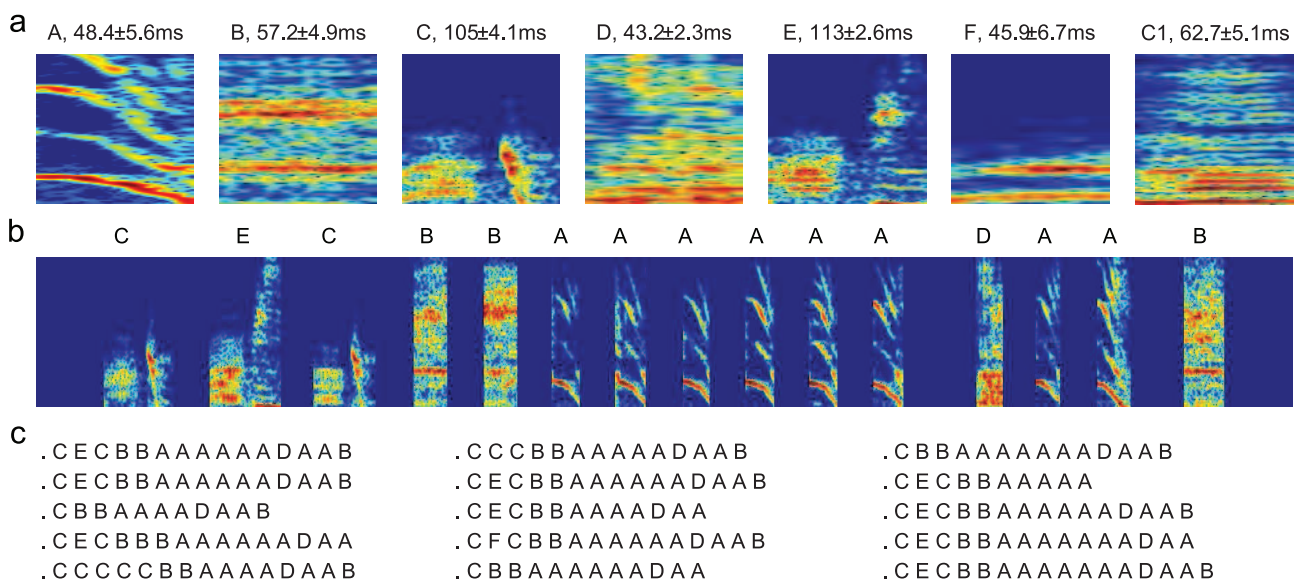 a
A, 48.4±5.6ms B, 57.2±4.9ms C, 105±4.1ms D, 43.2±2.3ms E, 113±2.6ms F, 45.9±6.7ms C1, 62.7±5.1ms
b
C E C B B A A A A A A D A A B
c
. C E C B B A A A A A A D A A B
. C E C B B A A A A A A D A A B
. C B B A A A A D A A B
. C E C B B B A A A A A A D A A
. C C C C C B B A A A A D A A B
. C C C B B A A A A A D A A B
. C E C B B A A A A A A D A A B
. C E C B B A A A A D A A
. C F C B B A A A A A A D A A B
. C B B A A A A A A D A A
. C B B A A A A A A A D A A B
. C E C B B A A A A A
. C E C B B A A A A A A D A A B
. C E C B B A A A A A A A D A A
. C E C B B A A A A A A A D A A B